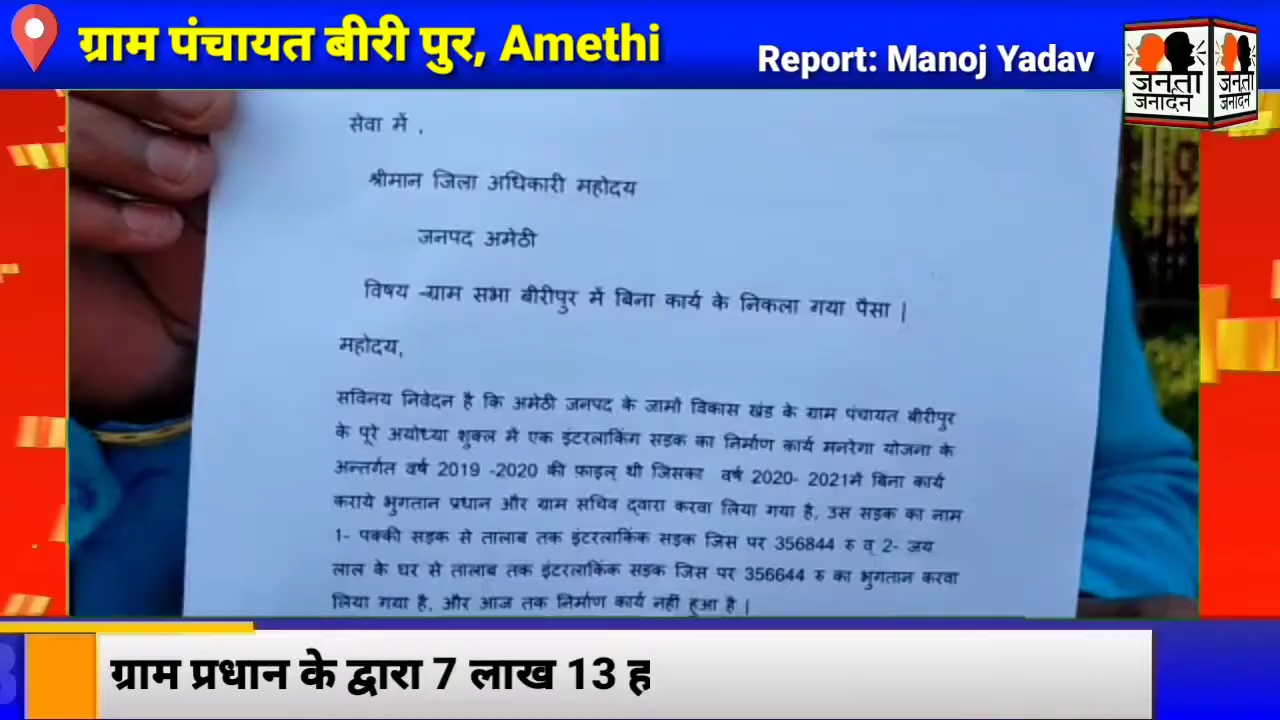 ग्राम पंचायत बीरी पुर, Amethi
Report: Manoj Yadav
जनता जनता
जनार्दन जनार्दन
सेवा में ,
श्रीमान जिला अधिकारी महोदय
जनपद अमेठी
विषय -ग्राम सभा बीरीपुर में बिना कार्य के निकला गया पैसा |
महोदय,
सविनय निवेदन है कि अमेठी जनपद के जामों विकास खंड के ग्राम पंचायत बीरीपुर
के पूरे अयोध्या शुक्ल में एक इंटरलाकिंग सड़क का निर्माण कार्य मनरेगा योजना के
अन्तर्गत वर्ष 2019 -2020 की फ़ाइल् थी जिसका वर्ष 2020- 2021में बिना कार्य
कराये भुगतान प्रधान और ग्राम सचिव द्वारा करवा लिया गया है, उस सड़क का नाम
1- पक्की सड़क से तालाब तक इंटरलाकिंक सड़क जिस पर 356844 रु व् 2- जय
लाल के घर से तालाब तक इंटरलाकिंक सड़क जिस पर 356644 रु का भुगतान करवा
लिया गया है, और आज तक निर्माण कार्य नहीं हुआ है |
ग्राम प्रधान के द्वारा 7 लाख 13 ह